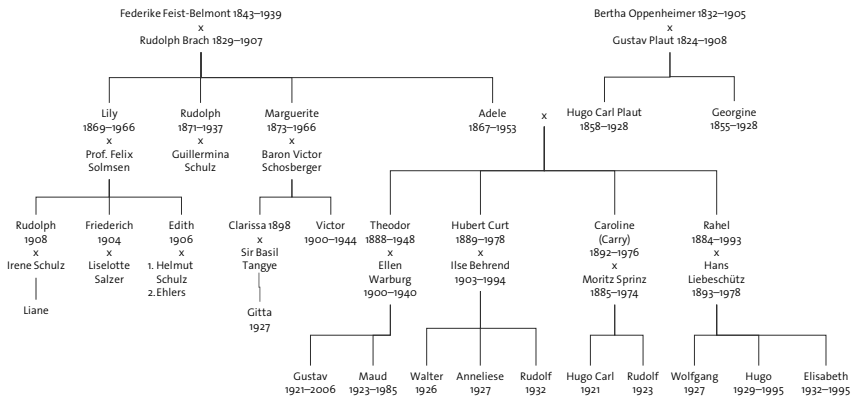 Federike Feist-Belmont 1843–1939
x
Rudolph Brach 1829–1907
Bertha Oppenheimer 1832–1905
x
Gustav Plaut 1824–1908
Lily
1869–1966
x
Prof. Felix
Solmsen
Rudolph
1871–1937
x
Guillermina
Schulz
Marguerite
1873–1966
x
Baron Victor
Schosberger
Adele
1867–1953
x
Hugo Carl Plaut
1858–1928
Georgine
1855–1928
Rudolph
1908
x
Irene Schulz
Friederich
1904
x
Liselotte
Salzer
Edith
1906
x
1. Helmut
Schulz
2. Ehlers
Clarissa 1898
x
Sir Basil
Tangye
Victor
1900–1944
Theodor
1888–1948
x
Ellen
Warburg
1900–1940
Hubert Curt
1889–1978
x
Ilse Behrend
1903–1994
Caroline
(Carry)
1892–1976
x
Moritz Sprinz
1885–1974
Rahel
1884–1993
x
Hans
Liebeschütz
1893–1978
Liane
Gitta
1927
Gustav
1921–2006
Maud
1923–1985
Walter
1926
Anneliese
1927
Rudolf
1932
Hugo Carl
1921
Rudolf
1923
Wolfgang
1927
Hugo
1929–1995
Elisabeth
1932–1995